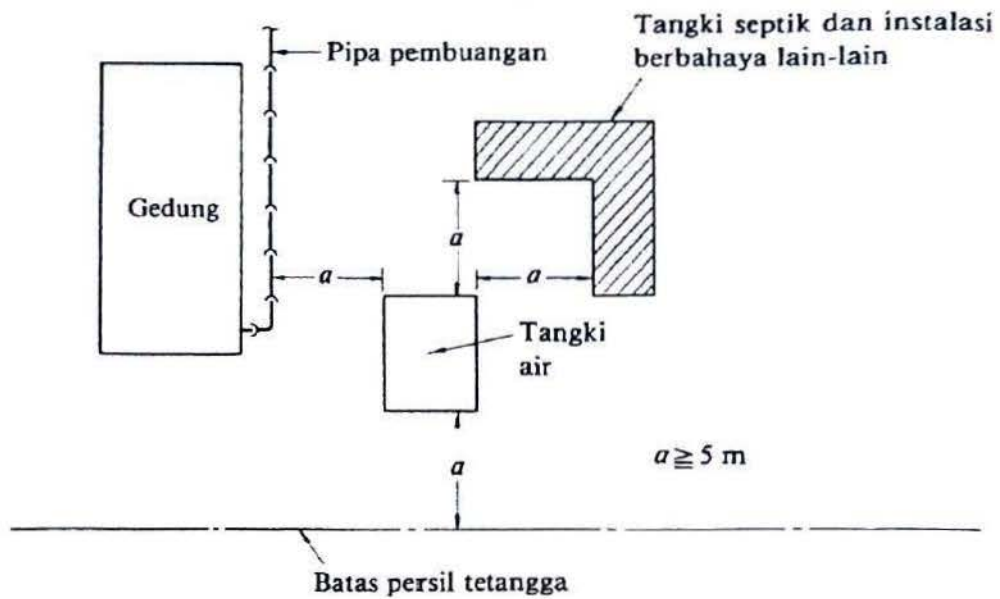 Pipa pembuangan
Tangki septik dan instalasi
berbahaya lain-lain
Gedung
a
a
a
Tangki
air
a
a ≧ 5 m
Batas persil tetangga